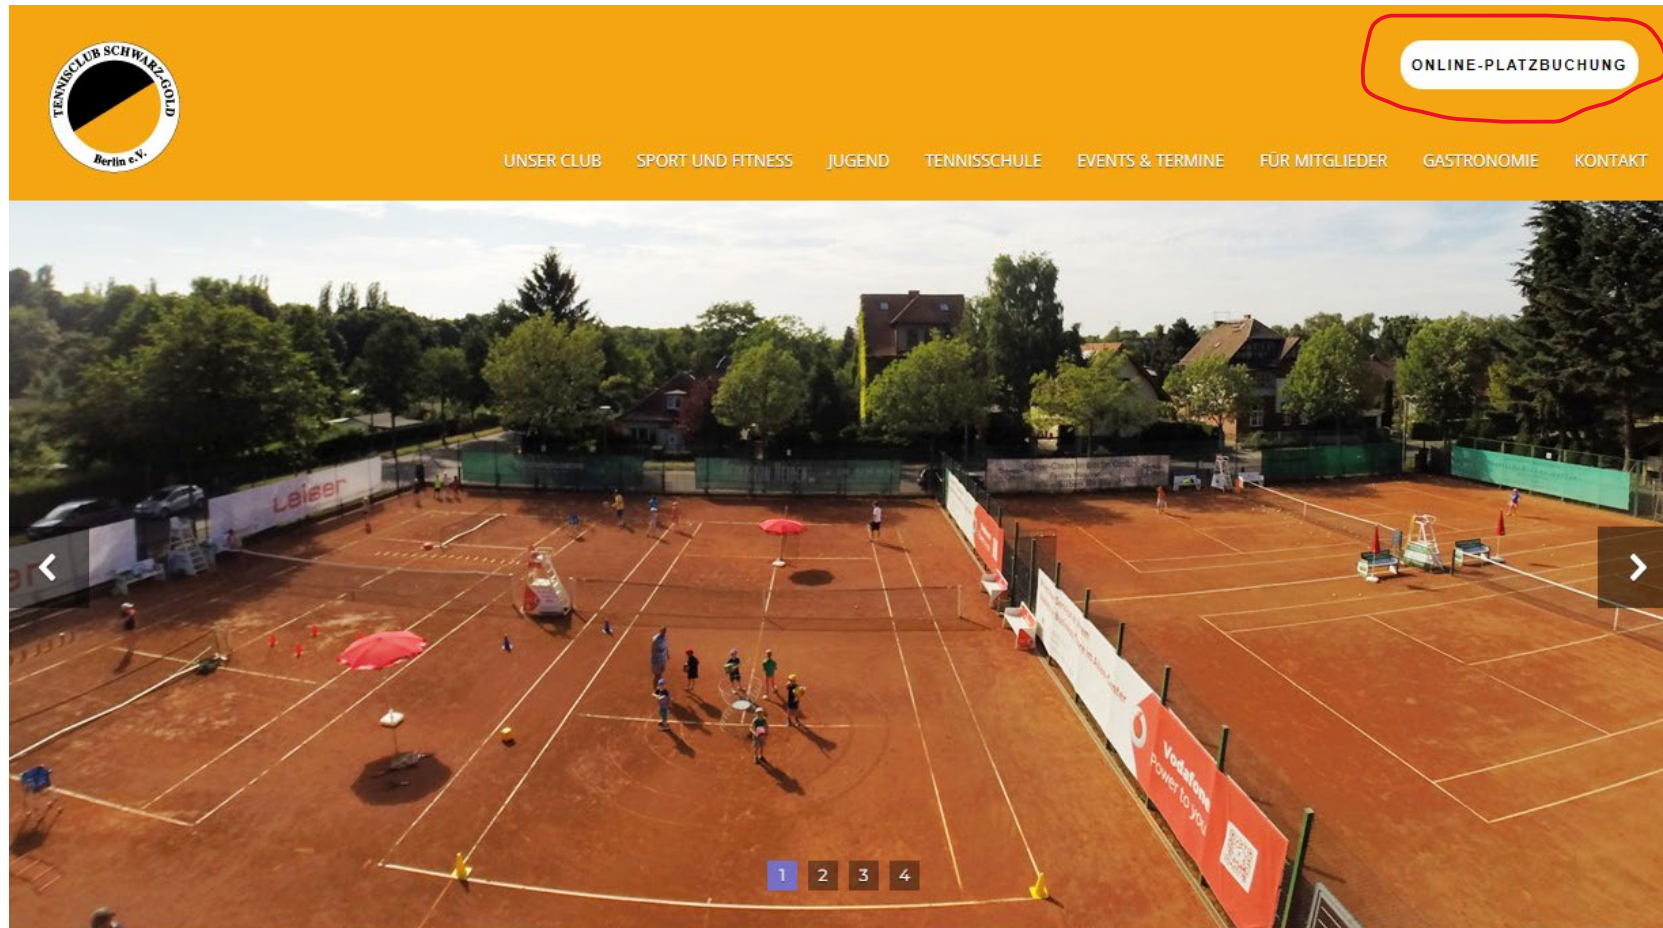 TENNISCLUB SCHWARZ-GOLD
Berlin e.V.
ONLINE-PLATZBUCHUNG
UNSER CLUB SPORT UND FITNESS JUGEND TENNISSCHULE EVENTS & TERMINE FÜR MITGLIEDER GASTRONOMIE KONTAKT
Leiser
Vodafone
Power to you
1 2 3 4